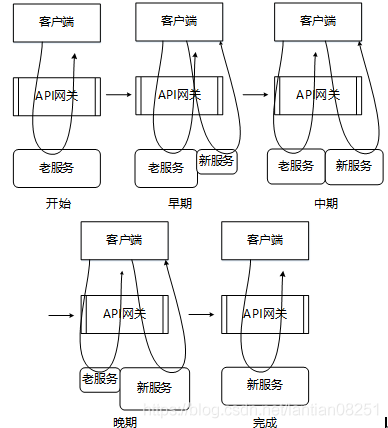 客户端 客户端 客户端
API网关 API网关 API网关
老服务 老服务 新服务 老服务 新服务
开始 早期 中期
客户端 客户端
API网关 API网关
老服务 新服务 新服务
晚期 完成
https://blog.csdn.net/lantian08251